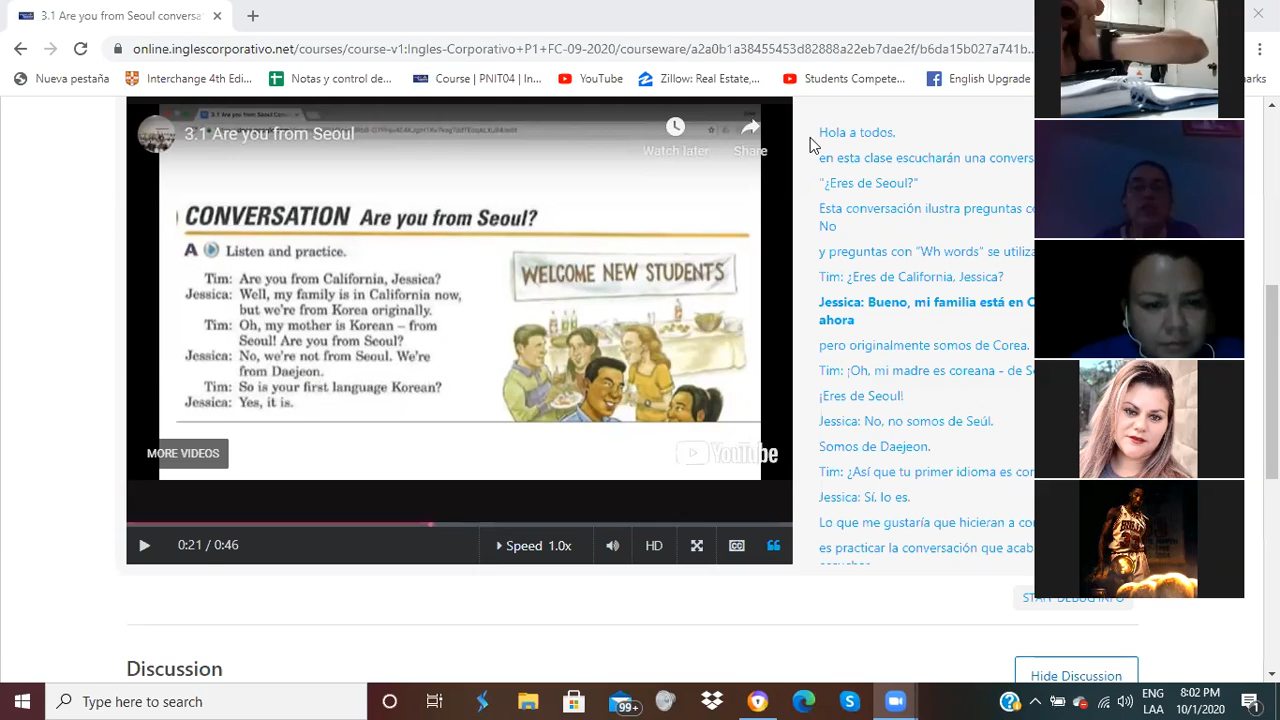 3.1 Are you from Seoul conversa
online.inglescorporativo.net/courses/course-v1:Ingles-Corporativo+P1+FC-09-2020/courseware/a2a0b1a38455453d82688a22eb7dae2f/b6da15b027a741b...
Nueva pestaña
Interchange 4th Edi...
Notas y control de...
Course | PNIT04 | In...
YouTube
Zillow: Real Estate,...
Students Compete...
English Upgrade
3.1 Are you from Seoul
Watch later
Share
CONVERSATION Are you from Seoul?
A Listen and practice.
Tim: Are you from California, Jessica?
Jessica: Well, my family is in California now,
but we're from Korea originally.
Tim: Oh, my mother is Korean – from
Seoul! Are you from Seoul?
Jessica: No, we're not from Seoul. We're
from Daejeon.
Tim: So is your first language Korean?
Jessica: Yes, it is.
WELCOME NEW STUDENTS
MORE VIDEOS
YouTube
0:21 / 0:46
Speed 1.0x
HD
Hola a todos,
en esta clase escucharán una convers
"¿Eres de Seoul?"
Esta conversación ilustra preguntas c
No
y preguntas con "Wh words" se utiliza
Tim: ¿Eres de California, Jessica?
Jessica: Bueno, mi familia está en C
ahora
pero originalmente somos de Corea.
Tim: ¡Oh, mi madre es coreana - de S
¡Eres de Seoul!
Jessica: No, no somos de Seúl.
Somos de Daejeon.
Tim: ¿Así que tu primer idioma es cor
Jessica: Sí, lo es.
Lo que me gustaría que hicieran a co
es practicar la conversación que acab
escuchar
STAFF DEBUG INFO
Discussion
Hide Discussion
Type here to search
99+
ENG
LAA
8:02 PM
10/1/2020